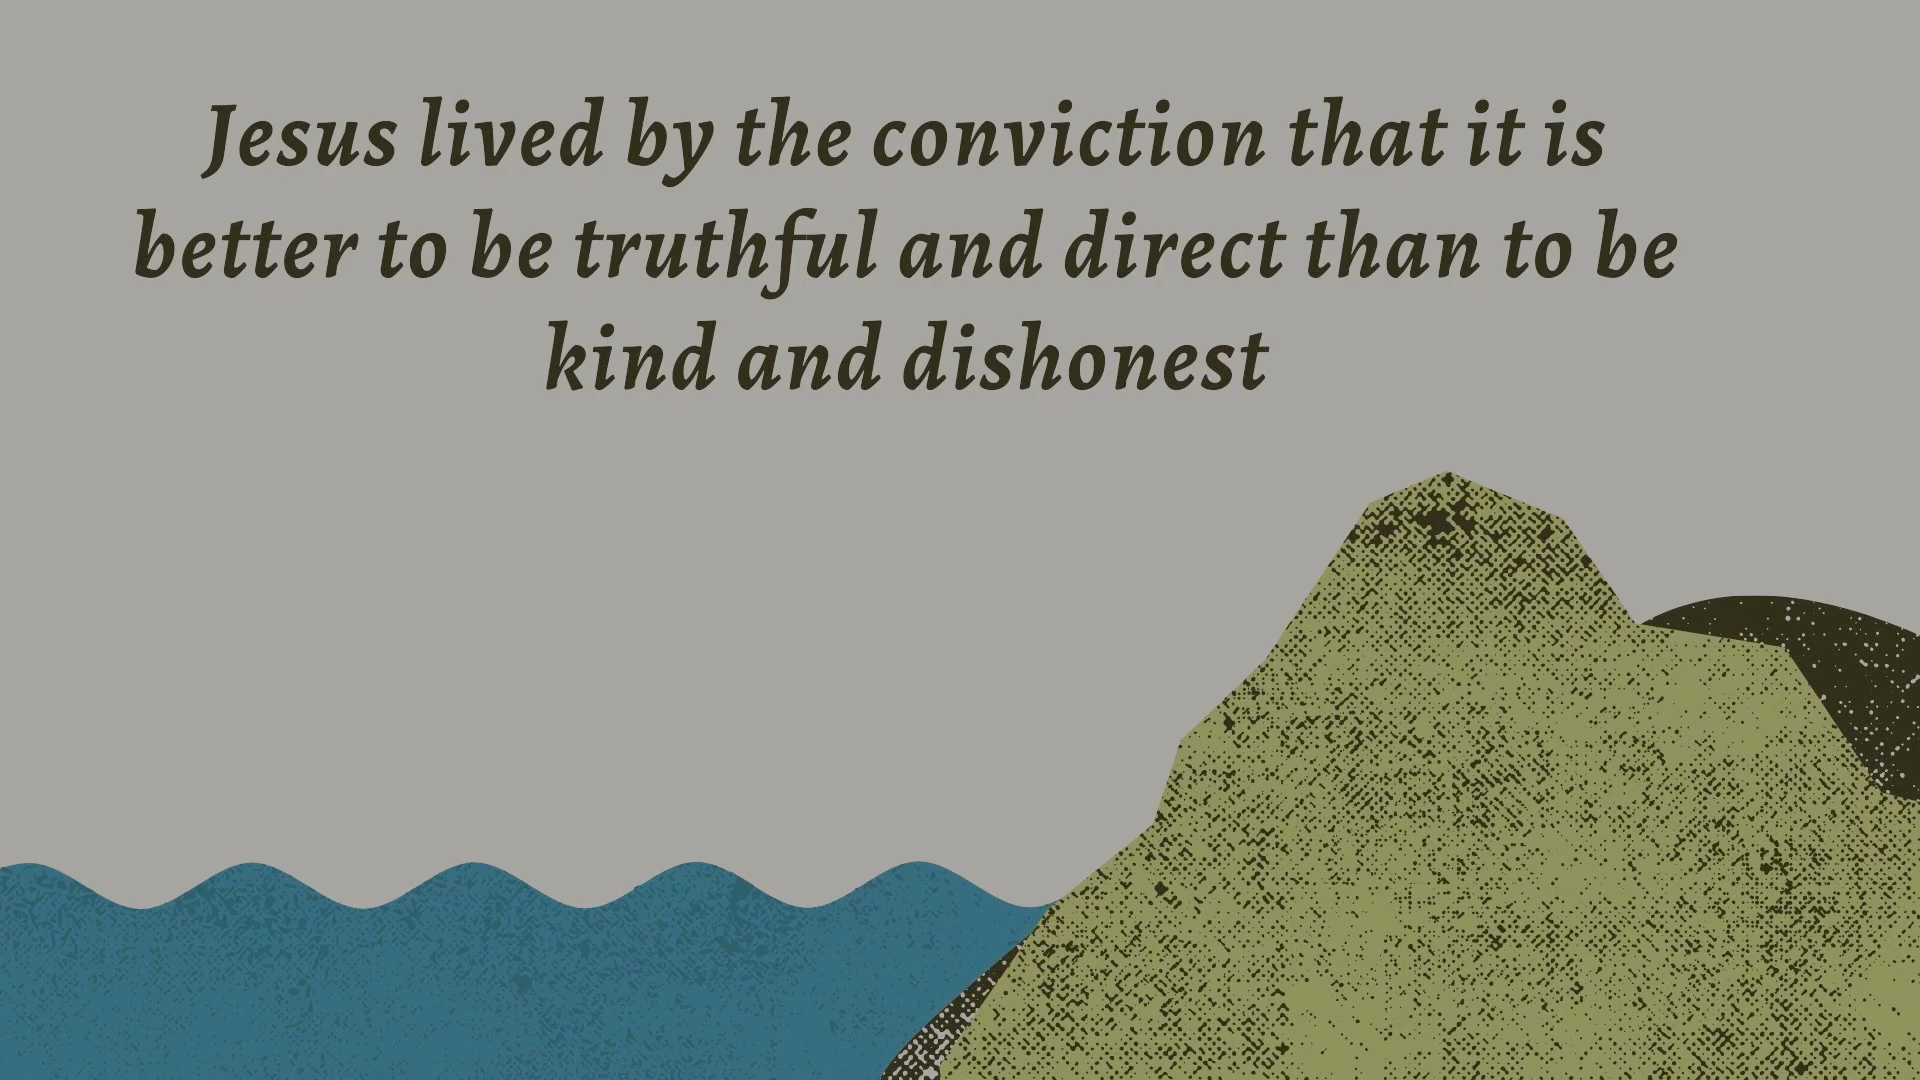 Jesus lived by the conviction that it is
better to be truthful and direct than to be
kind and dishonest